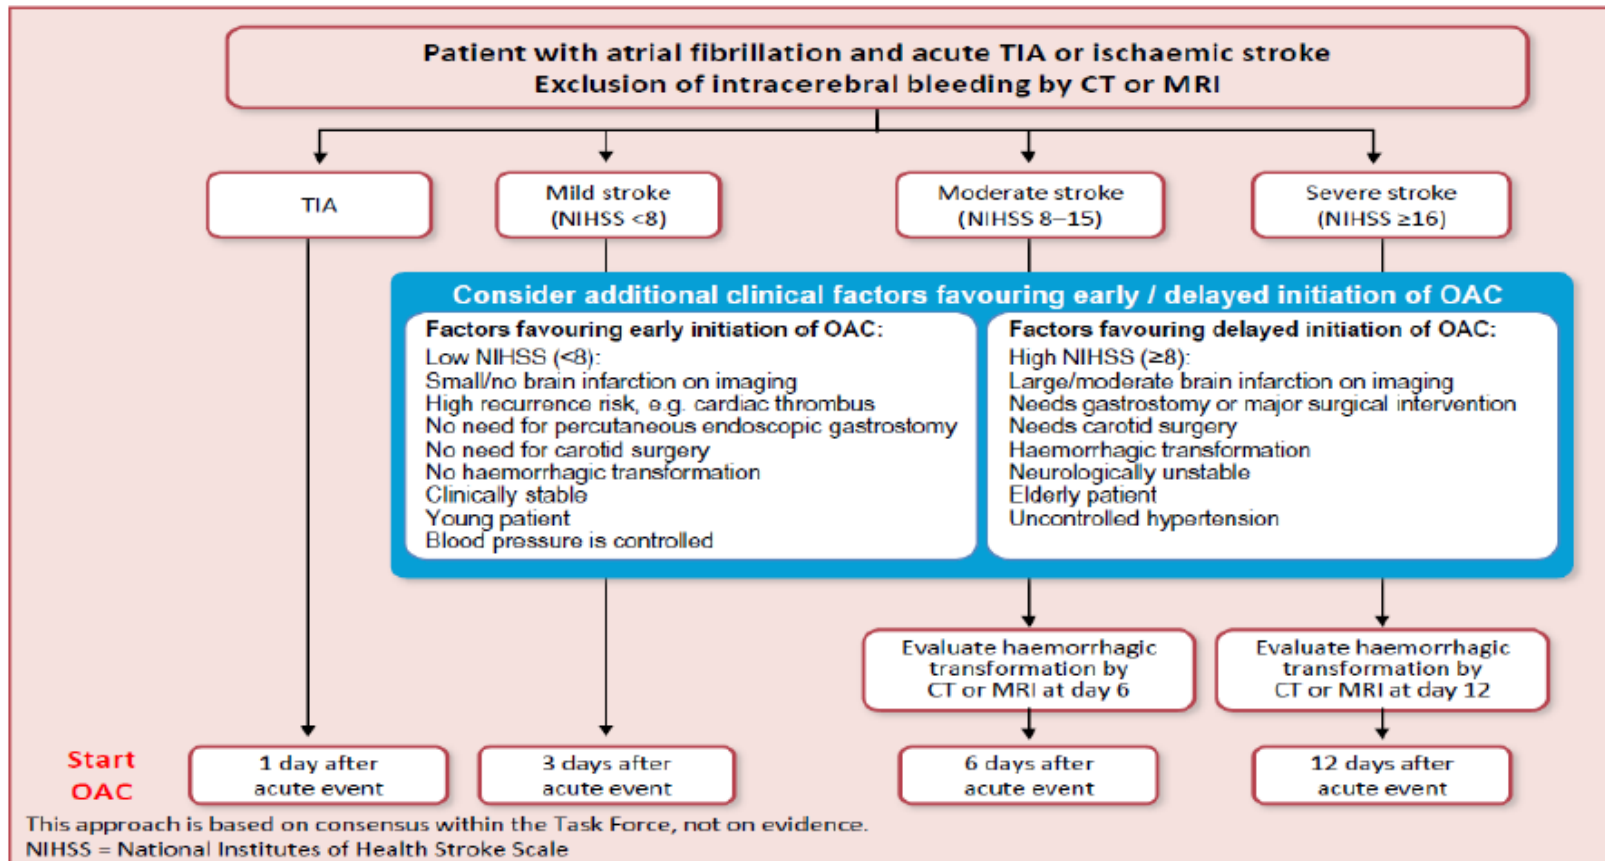 Patient with atrial fibrillation and acute TIA or ischaemic stroke
Exclusion of intracerebral bleeding by CT or MRI
TIA
Mild stroke
(NIHSS <8)
Moderate stroke
(NIHSS 8–15)
Severe stroke
(NIHSS ≥16)
Consider additional clinical factors favouring early / delayed initiation of OAC
Factors favouring early initiation of OAC:
Low NIHSS (<8):
Small/no brain infarction on imaging
High recurrence risk, e.g. cardiac thrombus
No need for percutaneous endoscopic gastrostomy
No need for carotid surgery
No haemorrhagic transformation
Clinically stable
Young patient
Blood pressure is controlled
Factors favouring delayed initiation of OAC:
High NIHSS (≥8):
Large/moderate brain infarction on imaging
Needs gastrostomy or major surgical intervention
Needs carotid surgery
Haemorrhagic transformation
Neurologically unstable
Elderly patient
Uncontrolled hypertension
Evaluate haemorrhagic
transformation by
CT or MRI at day 6
Evaluate haemorrhagic
transformation by
CT or MRI at day 12
Start
OAC
1 day after
acute event
3 days after
acute event
6 days after
acute event
12 days after
acute event
This approach is based on consensus within the Task Force, not on evidence.
NIHSS = National Institutes of Health Stroke Scale